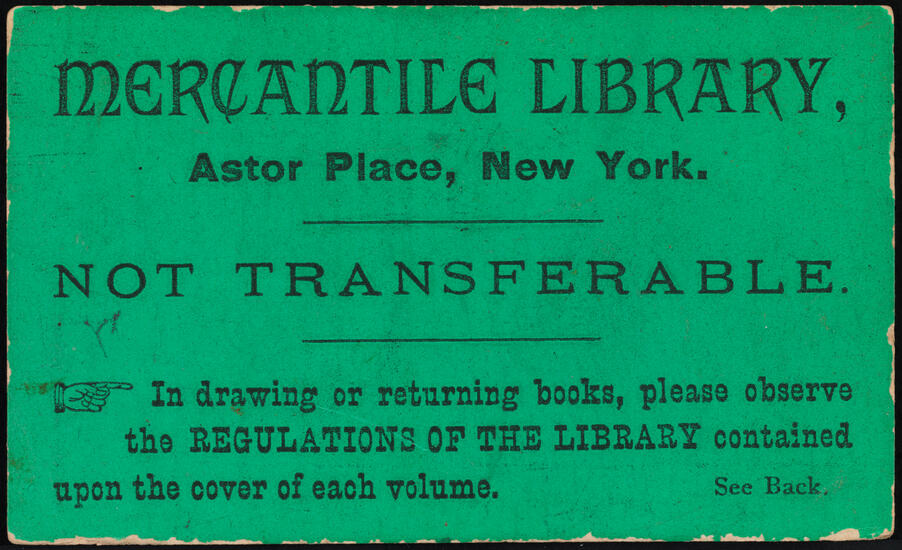 MERCANTILE LIBRARY,
Astor Place, New York.
NOT TRANSFERABLE.
☞ In drawing or returning books, please observe
the REGULATIONS OF THE LIBRARY contained
upon the cover of each volume. See Back.